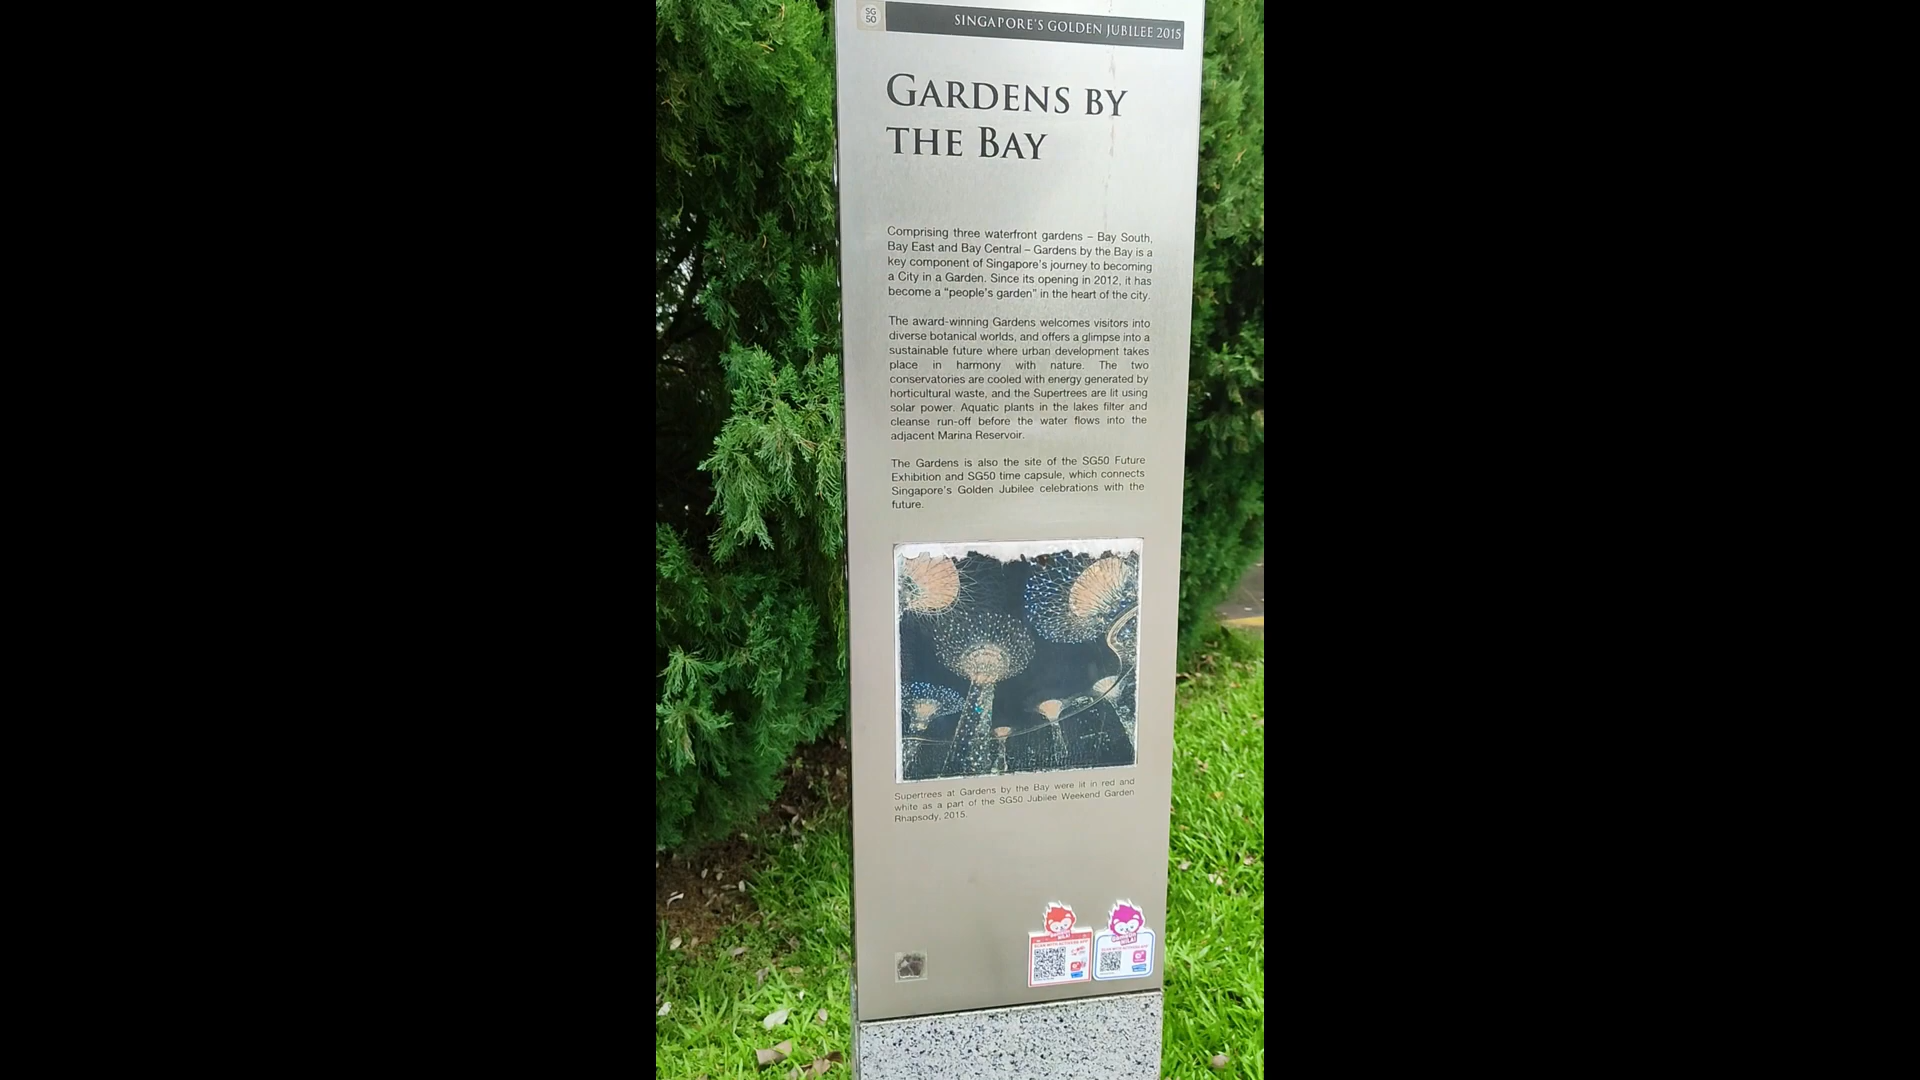 SG
50
SINGAPORE'S GOLDEN JUBILEE 2015
GARDENS BY
THE BAY
Comprising three waterfront gardens – Bay South,
Bay East and Bay Central – Gardens by the Bay is a
key component of Singapore's journey to becoming
a City in a Garden. Since its opening in 2012, it has
become a “people's garden” in the heart of the city.
The award-winning Gardens welcomes visitors into
diverse botanical worlds, and offers a glimpse into a
sustainable future where urban development takes
place in harmony with nature. The two
conservatories are cooled with energy generated by
horticultural waste, and the Supertrees are lit using
solar power. Aquatic plants in the lakes filter and
cleanse run-off before the water flows into the
adjacent Marina Reservoir.
The Gardens is also the site of the SG50 Future
Exhibition and SG50 time capsule, which connects
Singapore's Golden Jubilee celebrations with the
future.
Supertrees at Gardens by the Bay were lit in red and
white as a part of the SG50 Jubilee Weekend Garden
Rhapsody, 2015.